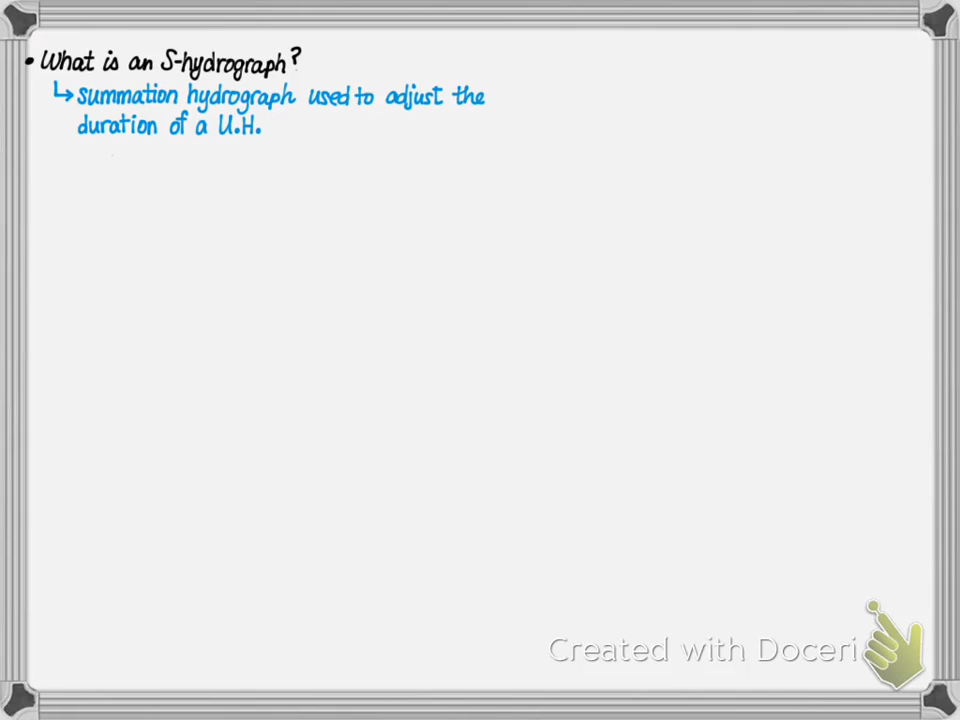 • What is an S-hydrograph?
↳ summation hydrograph used to adjust the
duration of a U.H.
Created with Doceri